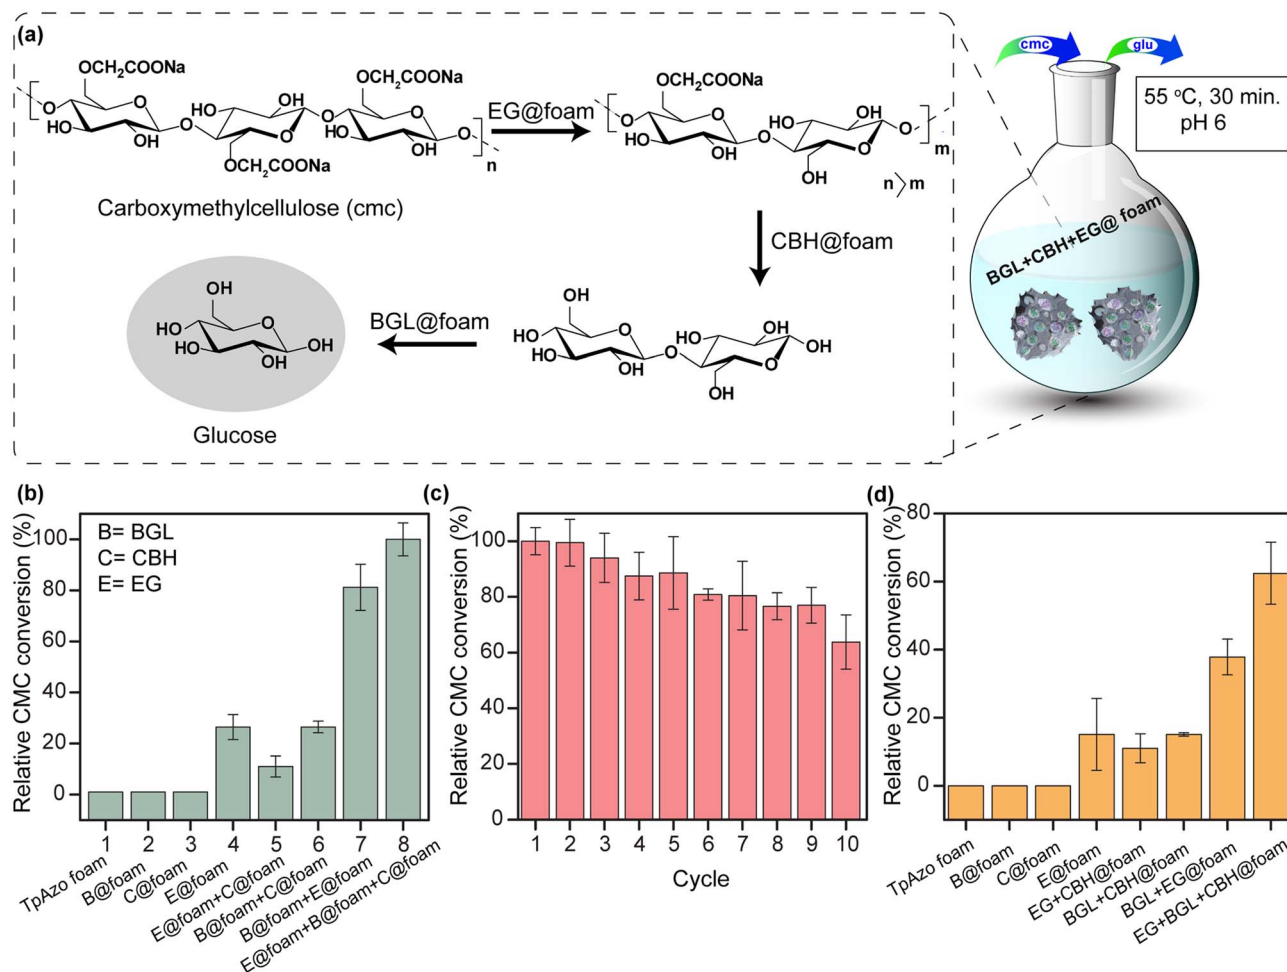 (a)
OCH₂COONa
OH
OCH₂COONa
O
HO
OH
O
HO
O
O
O
HO
OH
O
OCH₂COONa
n
Carboxymethylcellulose (cmc)
EG@foam
OCH₂COONa
O
HO
OH
O
HO
OH
O
O
OH
m
n〉m
CBH@foam
OH
HO
HO
O
OH
O
OH
HO
O
OH
OH
BGL@foam
OH
HO
HO
O
OH
OH
Glucose
cmc
glu
55 °C, 30 min.
pH 6
BGL+CBH+EG@ foam
(b)
B= BGL
C= CBH
E= EG
Relative CMC conversion (%)
100
80
60
40
20
0
1 2 3 4 5 6 7 8
TpAzo foam
B@foam
C@foam
E@foam
E@foam+C@foam
B@foam+C@foam
B@foam+E@foam
E@foam+B@foam+C@foam
(c)
Relative CMC conversion (%)
100
80
60
40
20
0
1 2 3 4 5 6 7 8 9 10
Cycle
(d)
Relative CMC conversion (%)
80
60
40
20
0
TpAzo foam
B@foam
C@foam
E@foam
EG+CBH@foam
BGL+CBH@foam
BGL+EG@foam
EG+BGL+CBH@foam